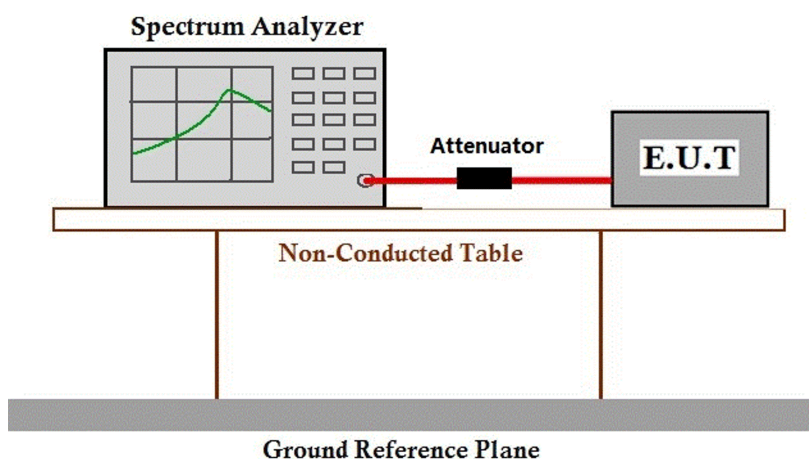 Spectrum Analyzer
Attenuator
E.U.T
Non-Conducted Table
Ground Reference Plane